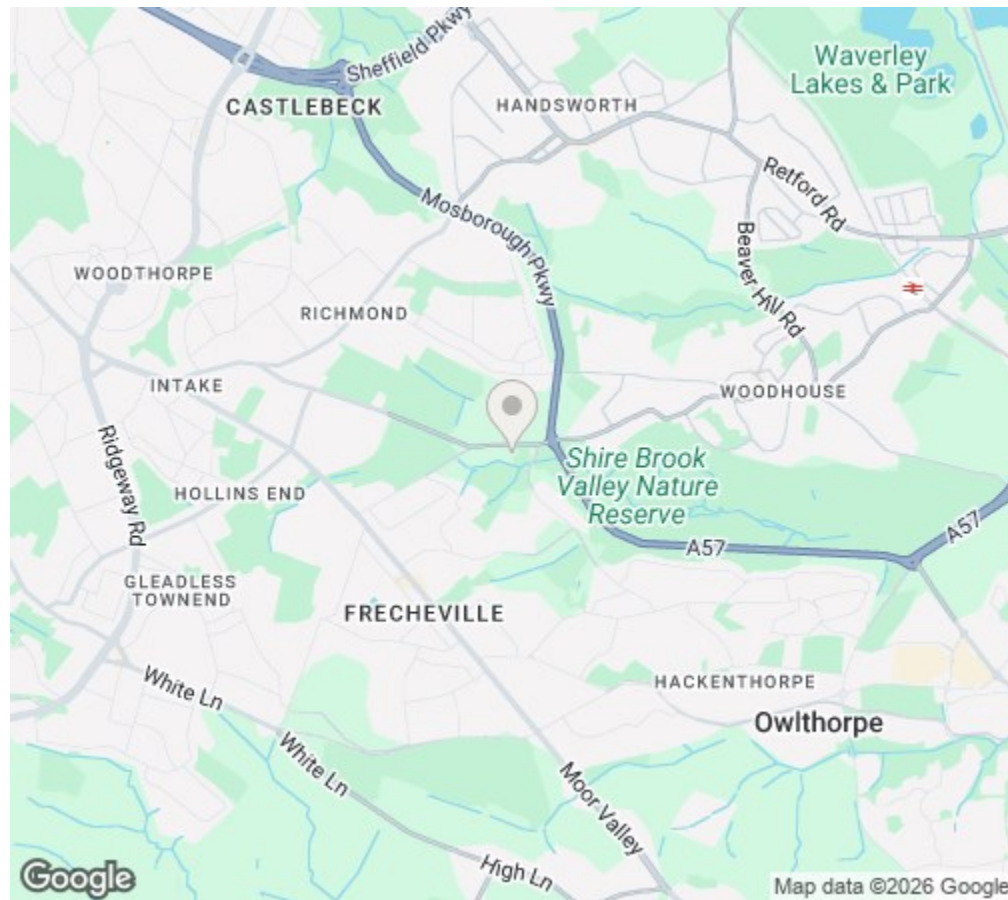 Sheffield Pkwy
Waverley
Lakes & Park
CASTLEBECK
HANDSWORTH
Retford Rd
Mosborough Pkwy
Beaver Hill Rd
WOODTHORPE
RICHMOND
INTAKE
WOODHOUSE
Ridgeway Rd
Shire Brook
Valley Nature
Reserve
HOLLINS END
A57
A57
GLEADLESS
TOWNEND
FRECHEVILLE
White Ln
HACKENTHORPE
Owlthorpe
White Ln
Moor Valley
High Ln
Google
Map data ©2026 Google